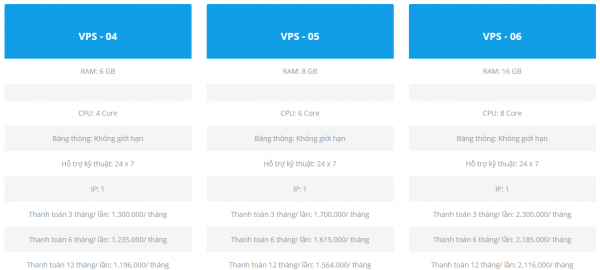 VPS - 04
RAM: 6 GB
CPU: 4 Core
Băng thông: Không giới hạn
Hỗ trợ kỹ thuật: 24 x 7
IP: 1
Thanh toán 3 tháng/ lần: 1.300.000/ tháng
Thanh toán 6 tháng/ lần: 1.235.000/ tháng
Thanh toán 12 tháng/ lần: 1.196.000/ tháng
VPS - 05
RAM: 8 GB
CPU: 6 Core
Băng thông: Không giới hạn
Hỗ trợ kỹ thuật: 24 x 7
IP: 1
Thanh toán 3 tháng/ lần: 1.700.000/ tháng
Thanh toán 6 tháng/ lần: 1.615.000/ tháng
Thanh toán 12 tháng/ lần: 1.564.000/ tháng
VPS - 06
RAM: 16 GB
CPU: 8 Core
Băng thông: Không giới hạn
Hỗ trợ kỹ thuật: 24 x 7
IP: 1
Thanh toán 3 tháng/ lần: 2.300.000/ tháng
Thanh toán 6 tháng/ lần: 2.185.000/ tháng
Thanh toán 12 tháng/ lần: 2.116.000/ tháng